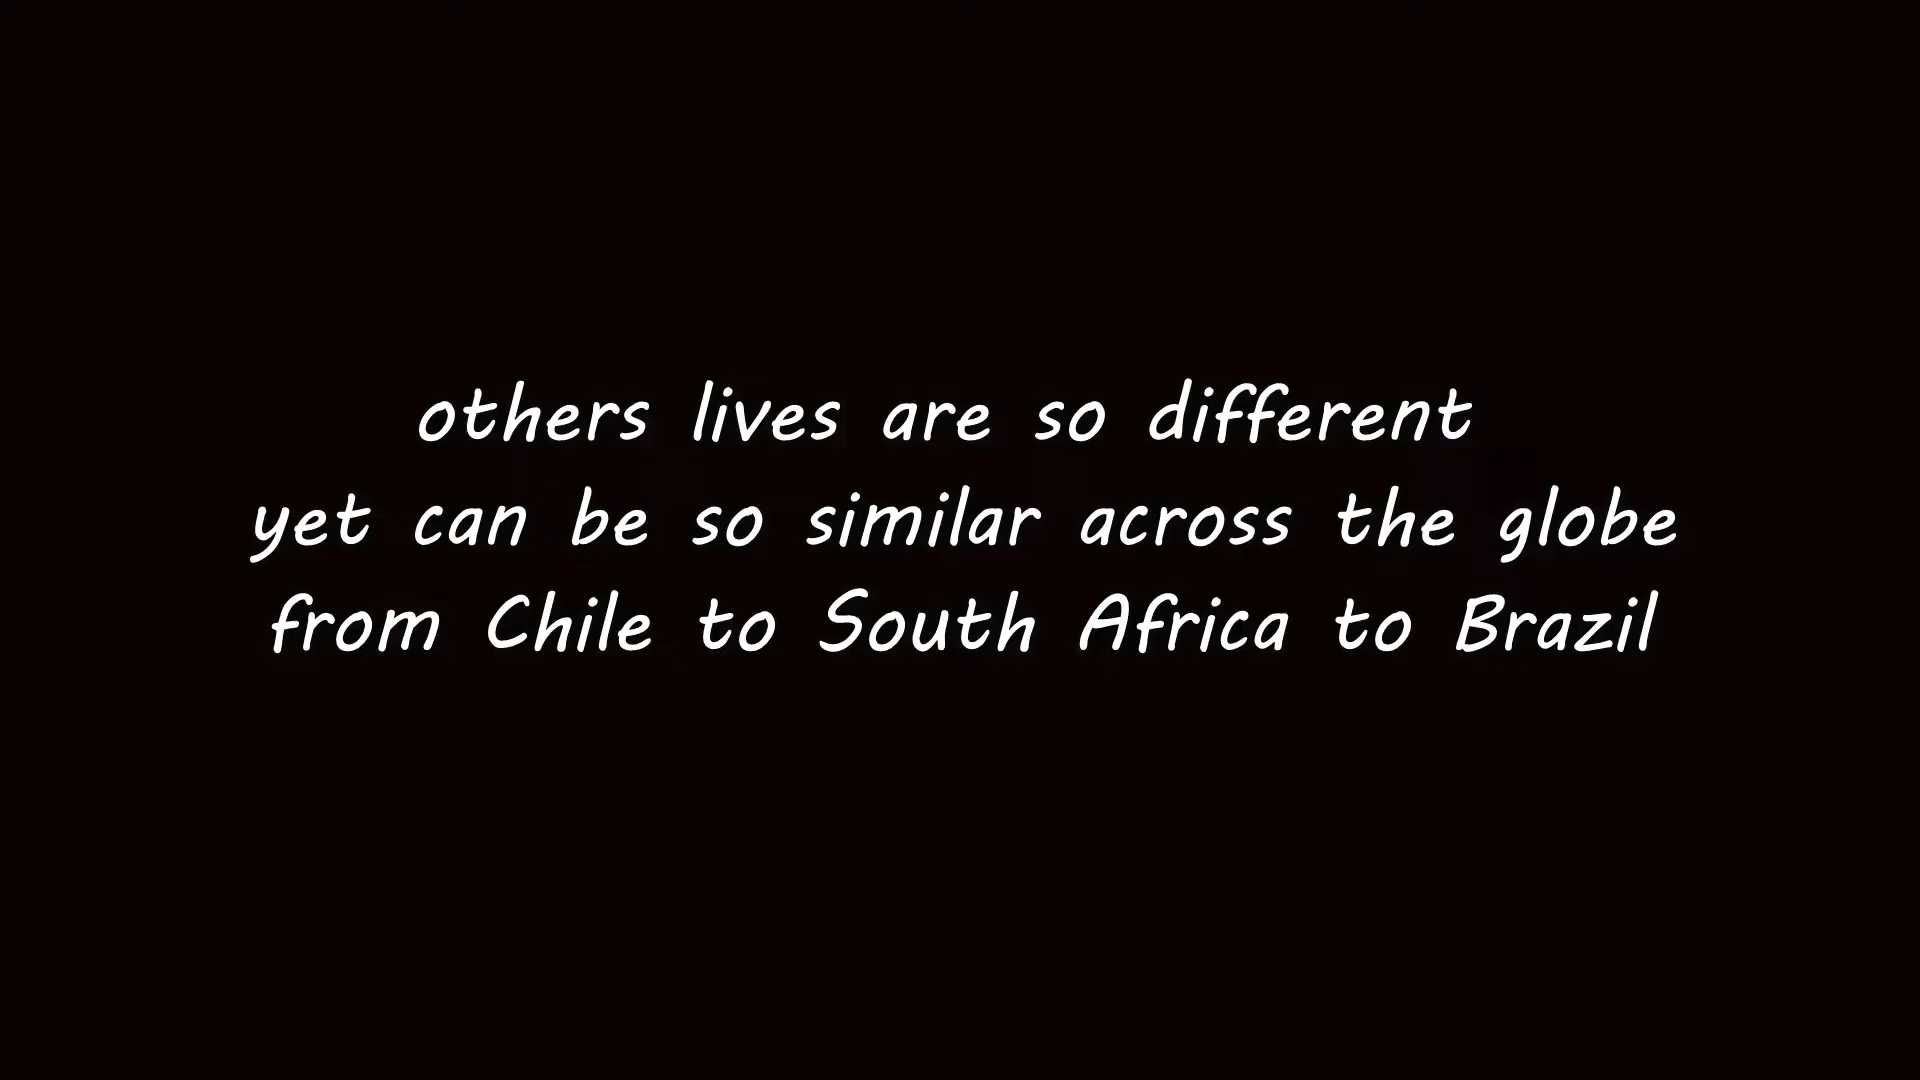 others lives are so different
yet can be so similar across the globe
from Chile to South Africa to Brazil